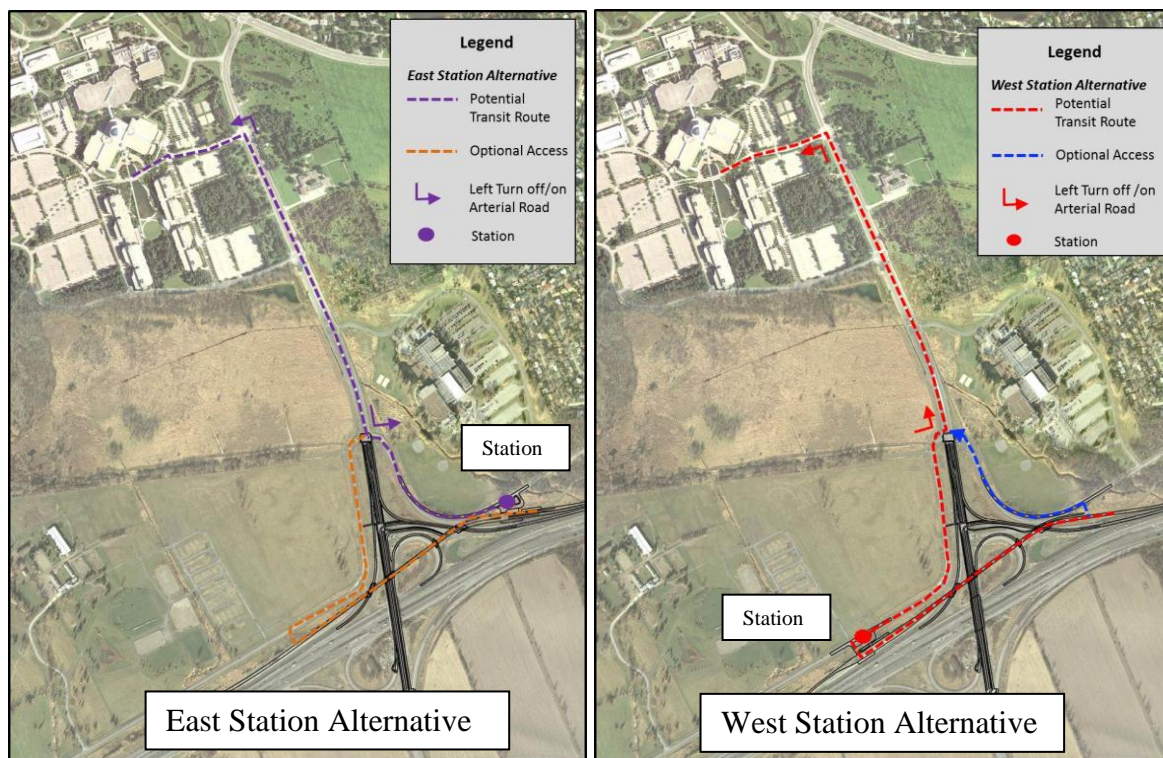 Legend
East Station Alternative
Potential
Transit Route
Optional Access
Left Turn off/on
Arterial Road
Station
Station
East Station Alternative
Legend
West Station Alternative
Potential
Transit Route
Optional Access
Left Turn off /on
Arterial Road
Station
Station
West Station Alternative